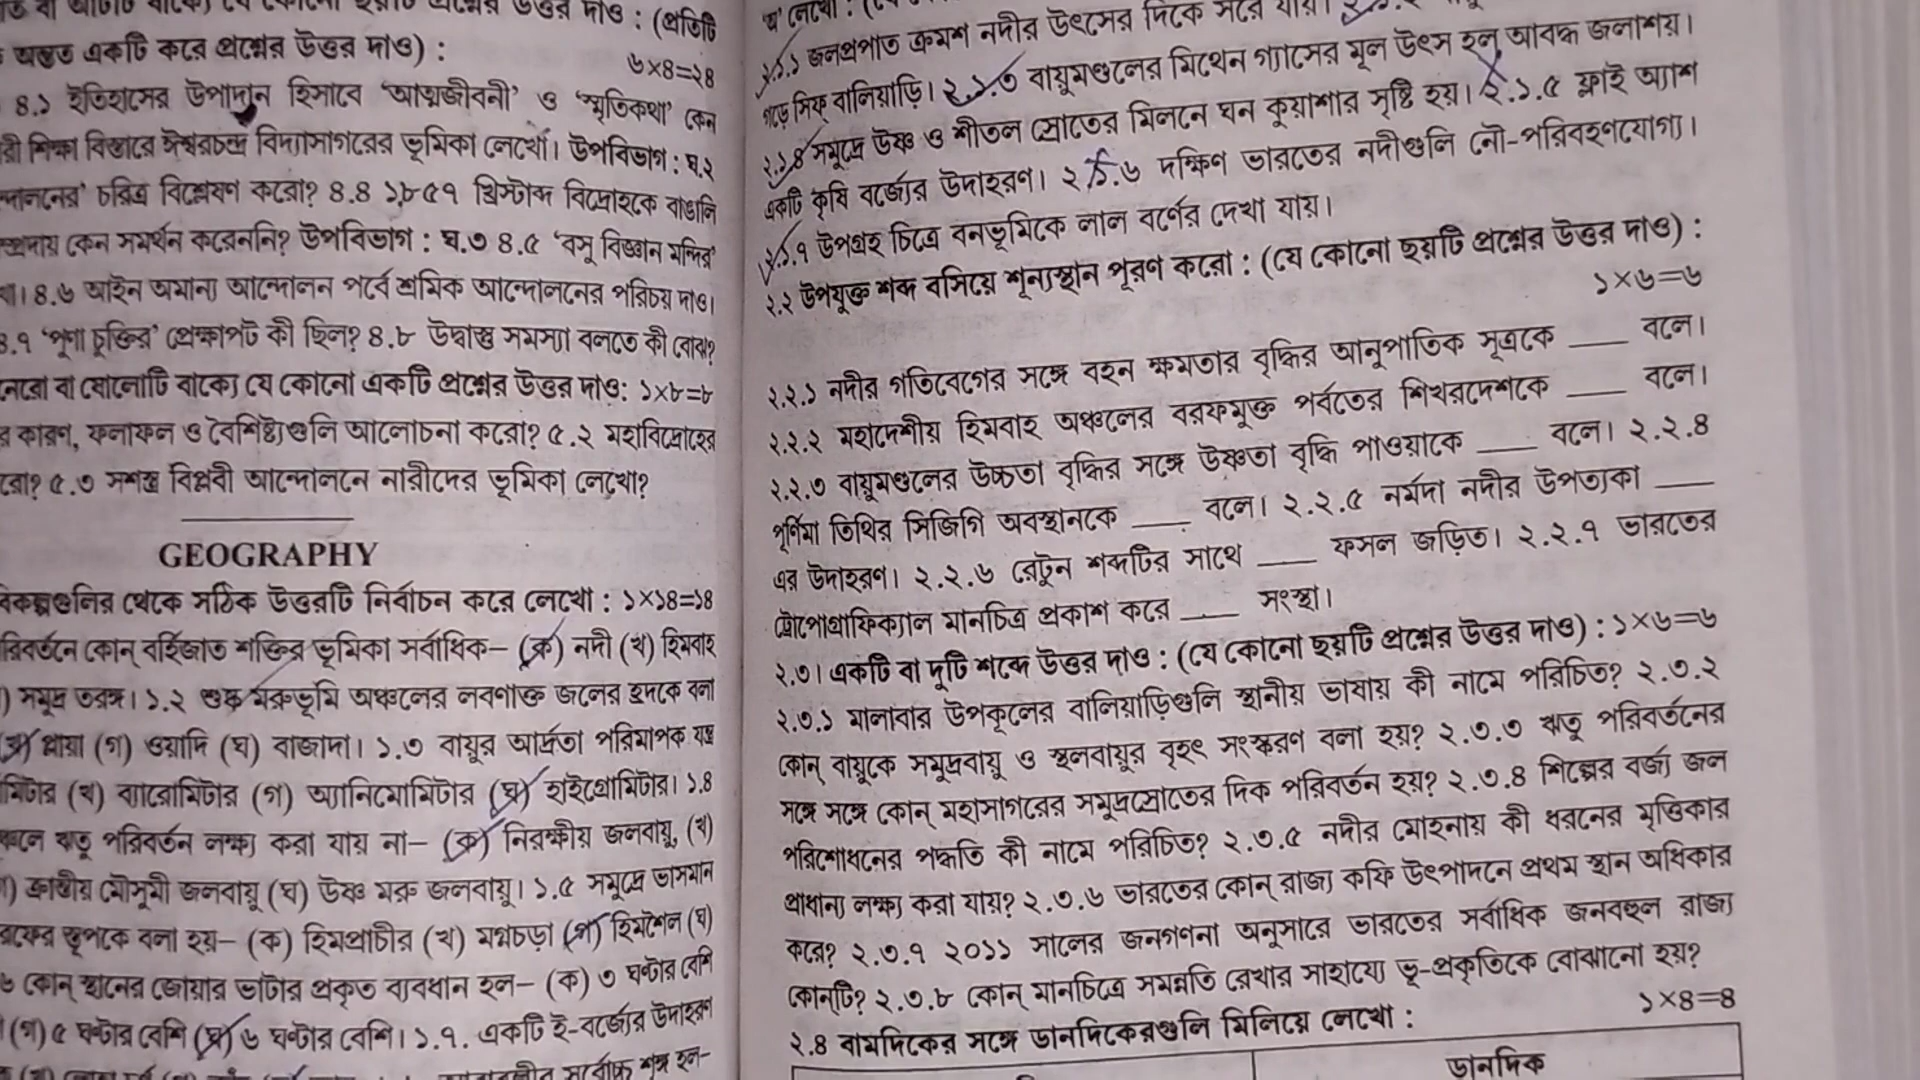 অন্তত একটি করে প্রশ্নের উত্তর দাও) :
৬×৪=২৪
৪.১ ইতিহাসের উপাদান হিসাবে 'আত্মজীবনী' ও 'স্মৃতিকথা' কেন
শিক্ষা বিস্তারে ঈশ্বরচন্দ্র বিদ্যাসাগরের ভূমিকা লেখো। উপবিভাগ : ঘ.২
চরিত্র বিশ্লেষণ করো? ৪.৪ ১৮৫৭ খ্রিস্টাব্দ বিদ্রোহকে বাঙালি
কেন সমর্থন করেননি? উপবিভাগ : ঘ.৩ ৪.৫ 'বসু বিজ্ঞান মন্দির'
৪.৬ আইন অমান্য আন্দোলন পর্বে শ্রমিক আন্দোলনের পরিচয় দাও।
৪.৭ 'পুণা চুক্তির' প্রেক্ষাপট কী ছিল? ৪.৮ উদ্বাস্তু সমস্যা বলতে কী বোঝ?
বা ষোলোটি বাক্যে যে কোনো একটি প্রশ্নের উত্তর দাও: ১×৮=৮
কারণ, ফলাফল ও বৈশিষ্ট্যগুলি আলোচনা করো? ৫.২ মহাবিদ্রোহের
৫.৩ সশস্ত্র বিপ্লবী আন্দোলনে নারীদের ভূমিকা লেখো?
GEOGRAPHY
বিকল্পগুলির থেকে সঠিক উত্তরটি নির্বাচন করে লেখো : ১×১৪=১৪
কোন্ বর্হিজাত শক্তির ভূমিকা সর্বাধিক– (ক) নদী (খ) হিমবাহ
সমুদ্র তরঙ্গ। ১.২ শুষ্ক মরুভূমি অঞ্চলের লবণাক্ত জলের হ্রদকে বলা
প্লায়া (গ) ওয়াদি (ঘ) বাজাদা। ১.৩ বায়ুর আর্দ্রতা পরিমাপক যন্ত্র
(খ) ব্যারোমিটার (গ) অ্যানিমোমিটার (ঘ) হাইগ্রোমিটার। ১.৪
ঋতু পরিবর্তন লক্ষ্য করা যায় না– (ক) নিরক্ষীয় জলবায়ু, (খ)
ক্রান্তীয় মৌসুমী জলবায়ু (ঘ) উষ্ণ মরু জলবায়ু। ১.৫ সমুদ্রে ভাসমান
স্তূপকে বলা হয়– (ক) হিমপ্রাচীর (খ) মগ্নচড়া (গ) হিমশৈল (ঘ)
কোন্ স্থানের জোয়ার ভাটার প্রকৃত ব্যবধান হল– (ক) ৩ ঘণ্টার বেশি
(গ) ৫ ঘণ্টার বেশি (ঘ) ৬ ঘণ্টার বেশি। ১.৭. একটি ই-বর্জ্যের উদাহরণ
২.১.১ জলপ্রপাত ক্রমশ নদীর উৎসের দিকে সরে যায়।
গড়ে সিফ্ বালিয়াড়ি। ২.১.৩ বায়ুমণ্ডলের মিথেন গ্যাসের মূল উৎস হল আবদ্ধ জলাশয়।
২.১.৪ সমুদ্রে উষ্ণ ও শীতল স্রোতের মিলনে ঘন কুয়াশার সৃষ্টি হয়। ২.১.৫ ফ্লাই অ্যাশ
একটি কৃষি বর্জ্যের উদাহরণ। ২.১.৬ দক্ষিণ ভারতের নদীগুলি নৌ-পরিবহণযোগ্য।
২.১.৭ উপগ্রহ চিত্রে বনভূমিকে লাল বর্ণের দেখা যায়।
২.২ উপযুক্ত শব্দ বসিয়ে শূন্যস্থান পূরণ করো : (যে কোনো ছয়টি প্রশ্নের উত্তর দাও) :
১×৬=৬
২.২.১ নদীর গতিবেগের সঙ্গে বহন ক্ষমতার বৃদ্ধির আনুপাতিক সূত্রকে ___ বলে।
২.২.২ মহাদেশীয় হিমবাহ অঞ্চলের বরফমুক্ত পর্বতের শিখরদেশকে ___ বলে।
২.২.৩ বায়ুমণ্ডলের উচ্চতা বৃদ্ধির সঙ্গে উষ্ণতা বৃদ্ধি পাওয়াকে ___ বলে। ২.২.৪
পূর্ণিমা তিথির সিজিগি অবস্থানকে ___ বলে। ২.২.৫ নর্মদা নদীর উপত্যকা ___
এর উদাহরণ। ২.২.৬ রেটুন শব্দটির সাথে ___ ফসল জড়িত। ২.২.৭ ভারতের
টোপোগ্রাফিক্যাল মানচিত্র প্রকাশ করে ___ সংস্থা।
২.৩। একটি বা দুটি শব্দে উত্তর দাও : (যে কোনো ছয়টি প্রশ্নের উত্তর দাও) : ১×৬=৬
২.৩.১ মালাবার উপকূলের বালিয়াড়িগুলি স্থানীয় ভাষায় কী নামে পরিচিত? ২.৩.২
কোন্ বায়ুকে সমুদ্রবায়ু ও স্থলবায়ুর বৃহৎ সংস্করণ বলা হয়? ২.৩.৩ ঋতু পরিবর্তনের
সঙ্গে সঙ্গে কোন্ মহাসাগরের সমুদ্রস্রোতের দিক পরিবর্তন হয়? ২.৩.৪ শিল্পের বর্জ্য জল
পরিশোধনের পদ্ধতি কী নামে পরিচিত? ২.৩.৫ নদীর মোহনায় কী ধরনের মৃত্তিকার
প্রাধান্য লক্ষ্য করা যায়? ২.৩.৬ ভারতের কোন্ রাজ্য কফি উৎপাদনে প্রথম স্থান অধিকার
করে? ২.৩.৭ ২০১১ সালের জনগণনা অনুসারে ভারতের সর্বাধিক জনবহুল রাজ্য
কোন্‌টি? ২.৩.৮ কোন্ মানচিত্রে সমন্নতি রেখার সাহায্যে ভূ-প্রকৃতিকে বোঝানো হয়?
২.৪ বামদিকের সঙ্গে ডানদিকেরগুলি মিলিয়ে লেখো :
১×৪=৪
ডানদিক